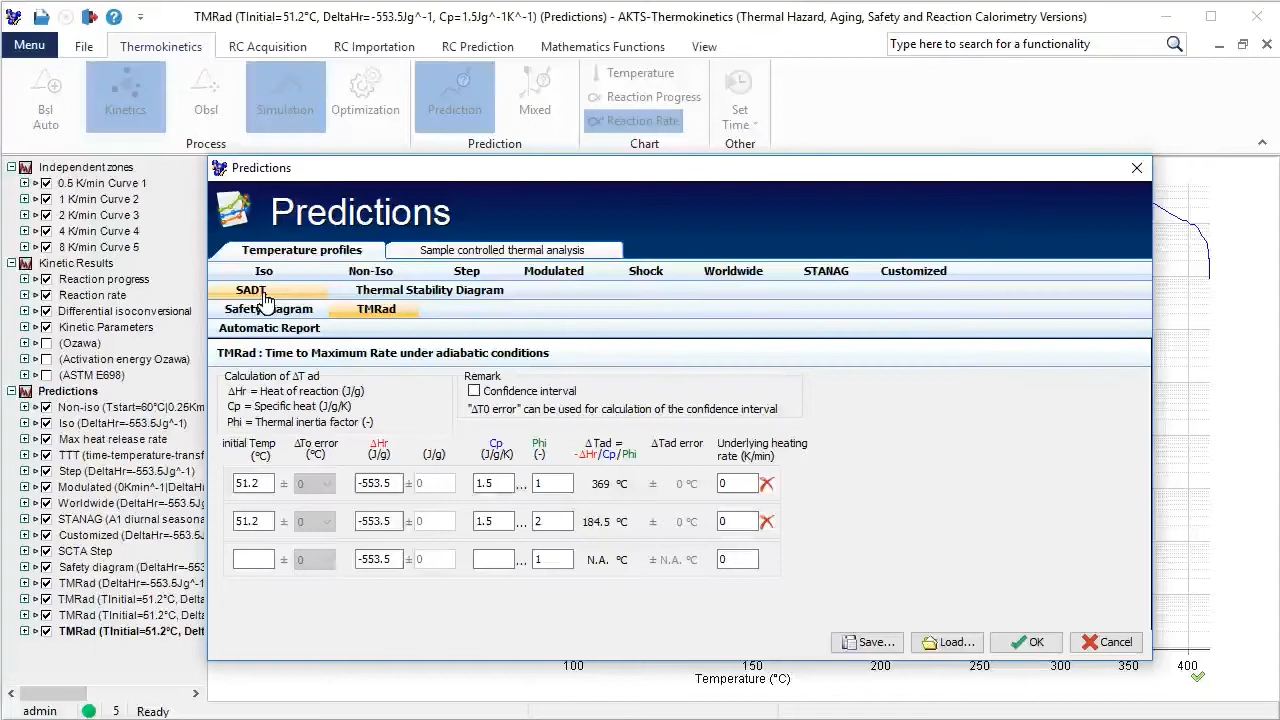 TMRad (TInitial=51.2°C, DeltaHr=-553.5Jg^-1, Cp=1.5Jg^-1K^-1) (Predictions) - AKTS-Thermokinetics (Thermal Hazard, Aging, Safety and Reaction Calorimetry Versions)
Menu File Thermokinetics RC Acquisition RC Importation RC Prediction Mathematics Functions View Type here to search for a functionality
Bsl Auto Kinetics Obsl Simulation Optimization Prediction Mixed Temperature Reaction Progress Reaction Rate Set Time
Process Prediction Chart Other
Independent zones
0.5 K/min Curve 1
1 K/min Curve 2
2 K/min Curve 3
4 K/min Curve 4
8 K/min Curve 5
Kinetic Results
Reaction progress
Reaction rate
Differential isoconversional
Kinetic Parameters
(Ozawa)
(Activation energy Ozawa)
(ASTM E698)
Predictions
Non-Iso (Tstart=60°C|0.25Km
Iso (DeltaHr=-553.5Jg^-1)
Max heat release rate
TTT (time-temperature-transf
Step (DeltaHr=-553.5Jg^-1)
Modulated (0Kmin^-1|DeltaH
Worldwide (DeltaHr=-553.5Jg
STANAG (A1 diurnal seasona
Customized (DeltaHr=-553.5J
SCTA Step
Safety diagram (DeltaHr=-553
TMRad (DeltaHr=-553.5Jg^-1
TMRad (TInitial=51.2°C, Delta
TMRad (TInitial=51.2°C, Delta
TMRad (TInitial=51.2°C, Del
Predictions
Predictions
Temperature profiles Sample controlled thermal analysis
Iso Non-Iso Step Modulated Shock Worldwide STANAG Customized
SADT Thermal Stability Diagram
Safety Diagram TMRad
Automatic Report
TMRad : Time to Maximum Rate under adiabatic conditions
Calculation of ΔT ad Remark
ΔHr = Heat of reaction (J/g) Confidence interval
Cp = Specific heat (J/g/K) "ΔT0 error" can be used for calculation of the confidence interval
Phi = Thermal inertia factor (-)
initial Temp ΔT0 error ΔHr Cp Phi ΔTad = ΔTad error Underlying heating
(°C) (°C) (J/g) (J/g) (J/g/K) (-) -ΔHr/Cp/Phi rate (K/min)
51.2 ± 0 -553.5 ± 0 1.5 ... 1 369 °C ± 0 °C 0
51.2 ± 0 -553.5 ± 0 1.5 ... 2 184.5 °C ± 0 °C 0
± 0 -553.5 ± 0 ... 1 N.A. °C ± N.A. °C 0
Save... Load... OK Cancel
100 150 200 250 300 350 400
Temperature (°C)
admin 5 Ready